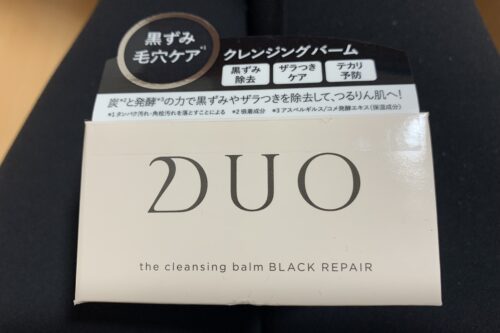 黒ずみ
毛穴ケア*1
クレンジングバーム
黒ずみ
除去
ザラつき
ケア
テカリ
予防
炭*2と発酵*3の力で黒ずみやザラつきを除去して、つるりん肌へ!
*1 タンパク汚れ・角栓汚れを落とすことによる *2 吸着成分 *3 アスペルギルス/コメ発酵エキス(保湿成分)
DUO
the cleansing balm BLACK REPAIR